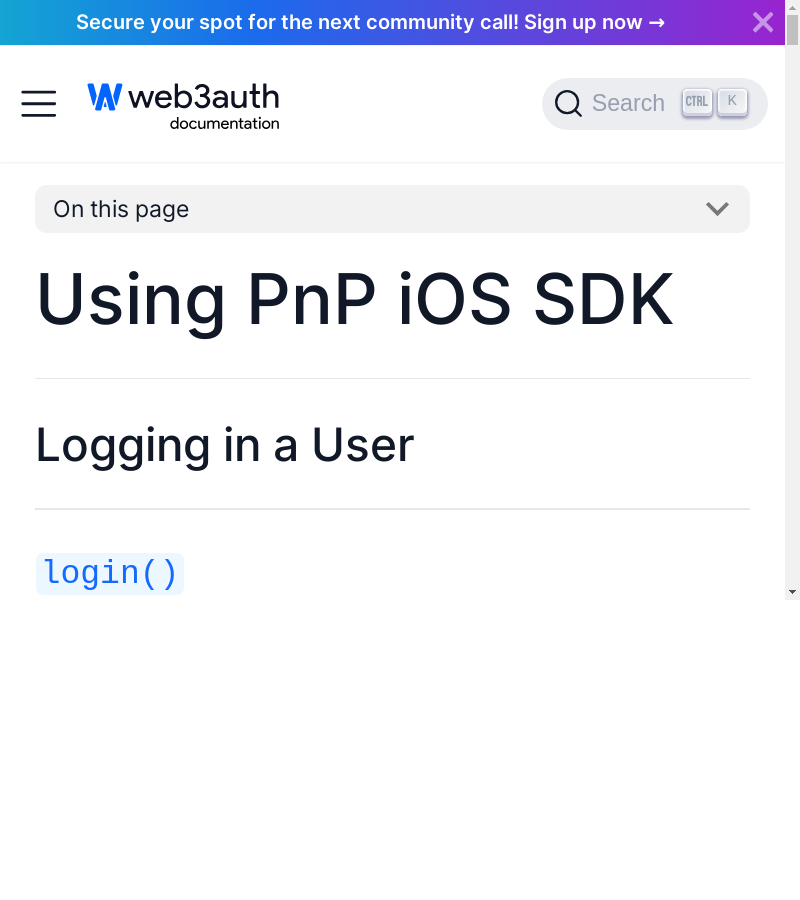 Secure your spot for the next community call! Sign up now →
web3auth
documentation
Search CTRL K
On this page
Using PnP iOS SDK
Logging in a User
login()